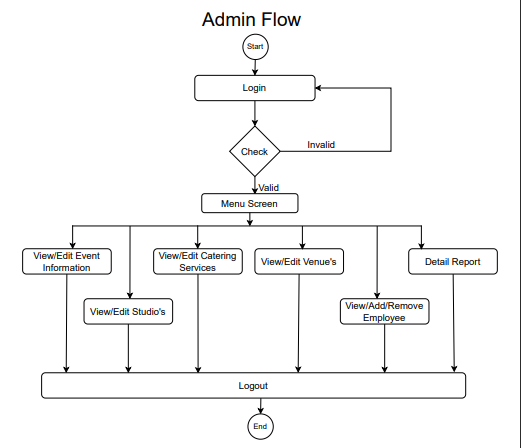 Admin Flow
Start
Login
Check
Invalid
Valid
Menu Screen
View/Edit Event
Information
View/Edit Catering
Services
View/Edit Venue's
Detail Report
View/Edit Studio's
View/Add/Remove
Employee
Logout
End